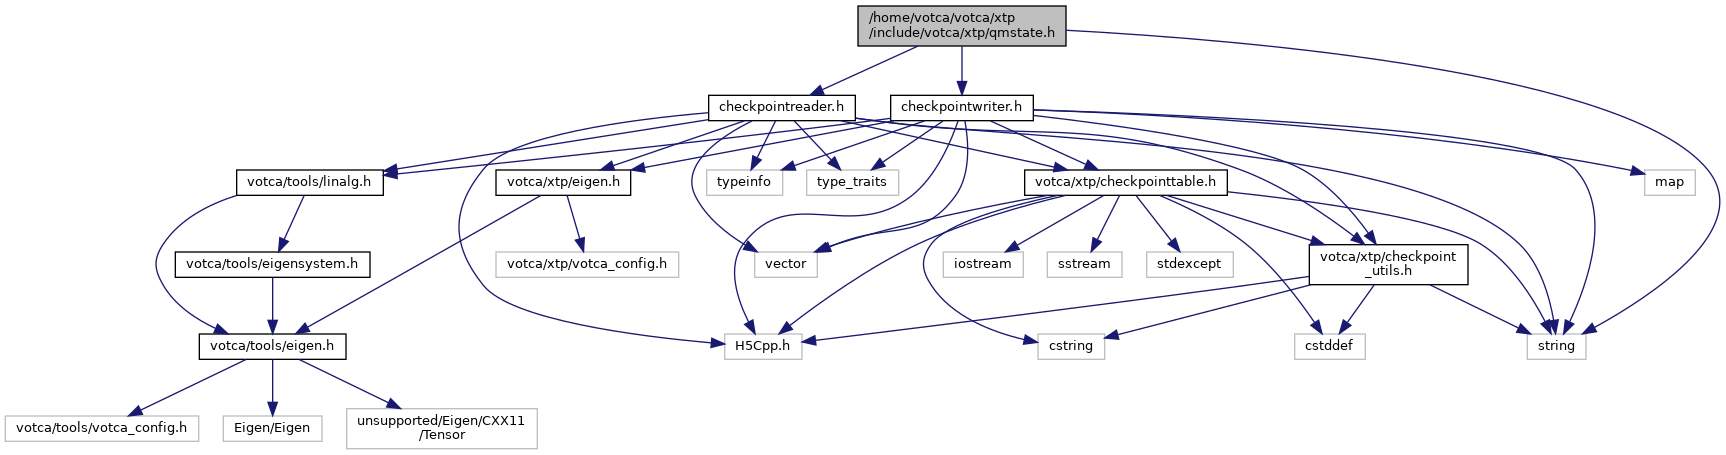 /home/votca/votca/xtp
/include/votca/xtp/qmstate.h
checkpointreader.h
checkpointwriter.h
votca/tools/linalg.h
votca/xtp/eigen.h
typeinfo
type_traits
votca/xtp/checkpointtable.h
map
votca/tools/eigensystem.h
votca/xtp/votca_config.h
vector
iostream
sstream
stdexcept
votca/xtp/checkpoint
_utils.h
votca/tools/eigen.h
H5Cpp.h
cstring
cstddef
string
votca/tools/votca_config.h
Eigen/Eigen
unsupported/Eigen/CXX11
/Tensor